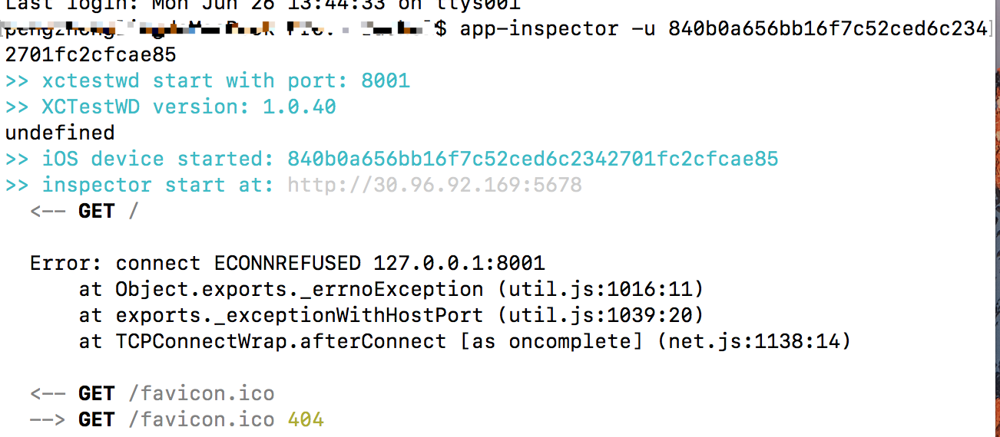 Last login: Mon Jun 26 13:44:33 on ttys001
$ app-inspector -u 840b0a656bb16f7c52ced6c234
2701fc2cfcae85
>> xctestwd start with port: 8001
>> XCTestWD version: 1.0.40
undefined
>> iOS device started: 840b0a656bb16f7c52ced6c2342701fc2cfcae85
>> inspector start at: http://30.96.92.169:5678
<-- GET /
Error: connect ECONNREFUSED 127.0.0.1:8001
at Object.exports._errnoException (util.js:1016:11)
at exports._exceptionWithHostPort (util.js:1039:20)
at TCPConnectWrap.afterConnect [as oncomplete] (net.js:1138:14)
<-- GET /favicon.ico
--> GET /favicon.ico 404